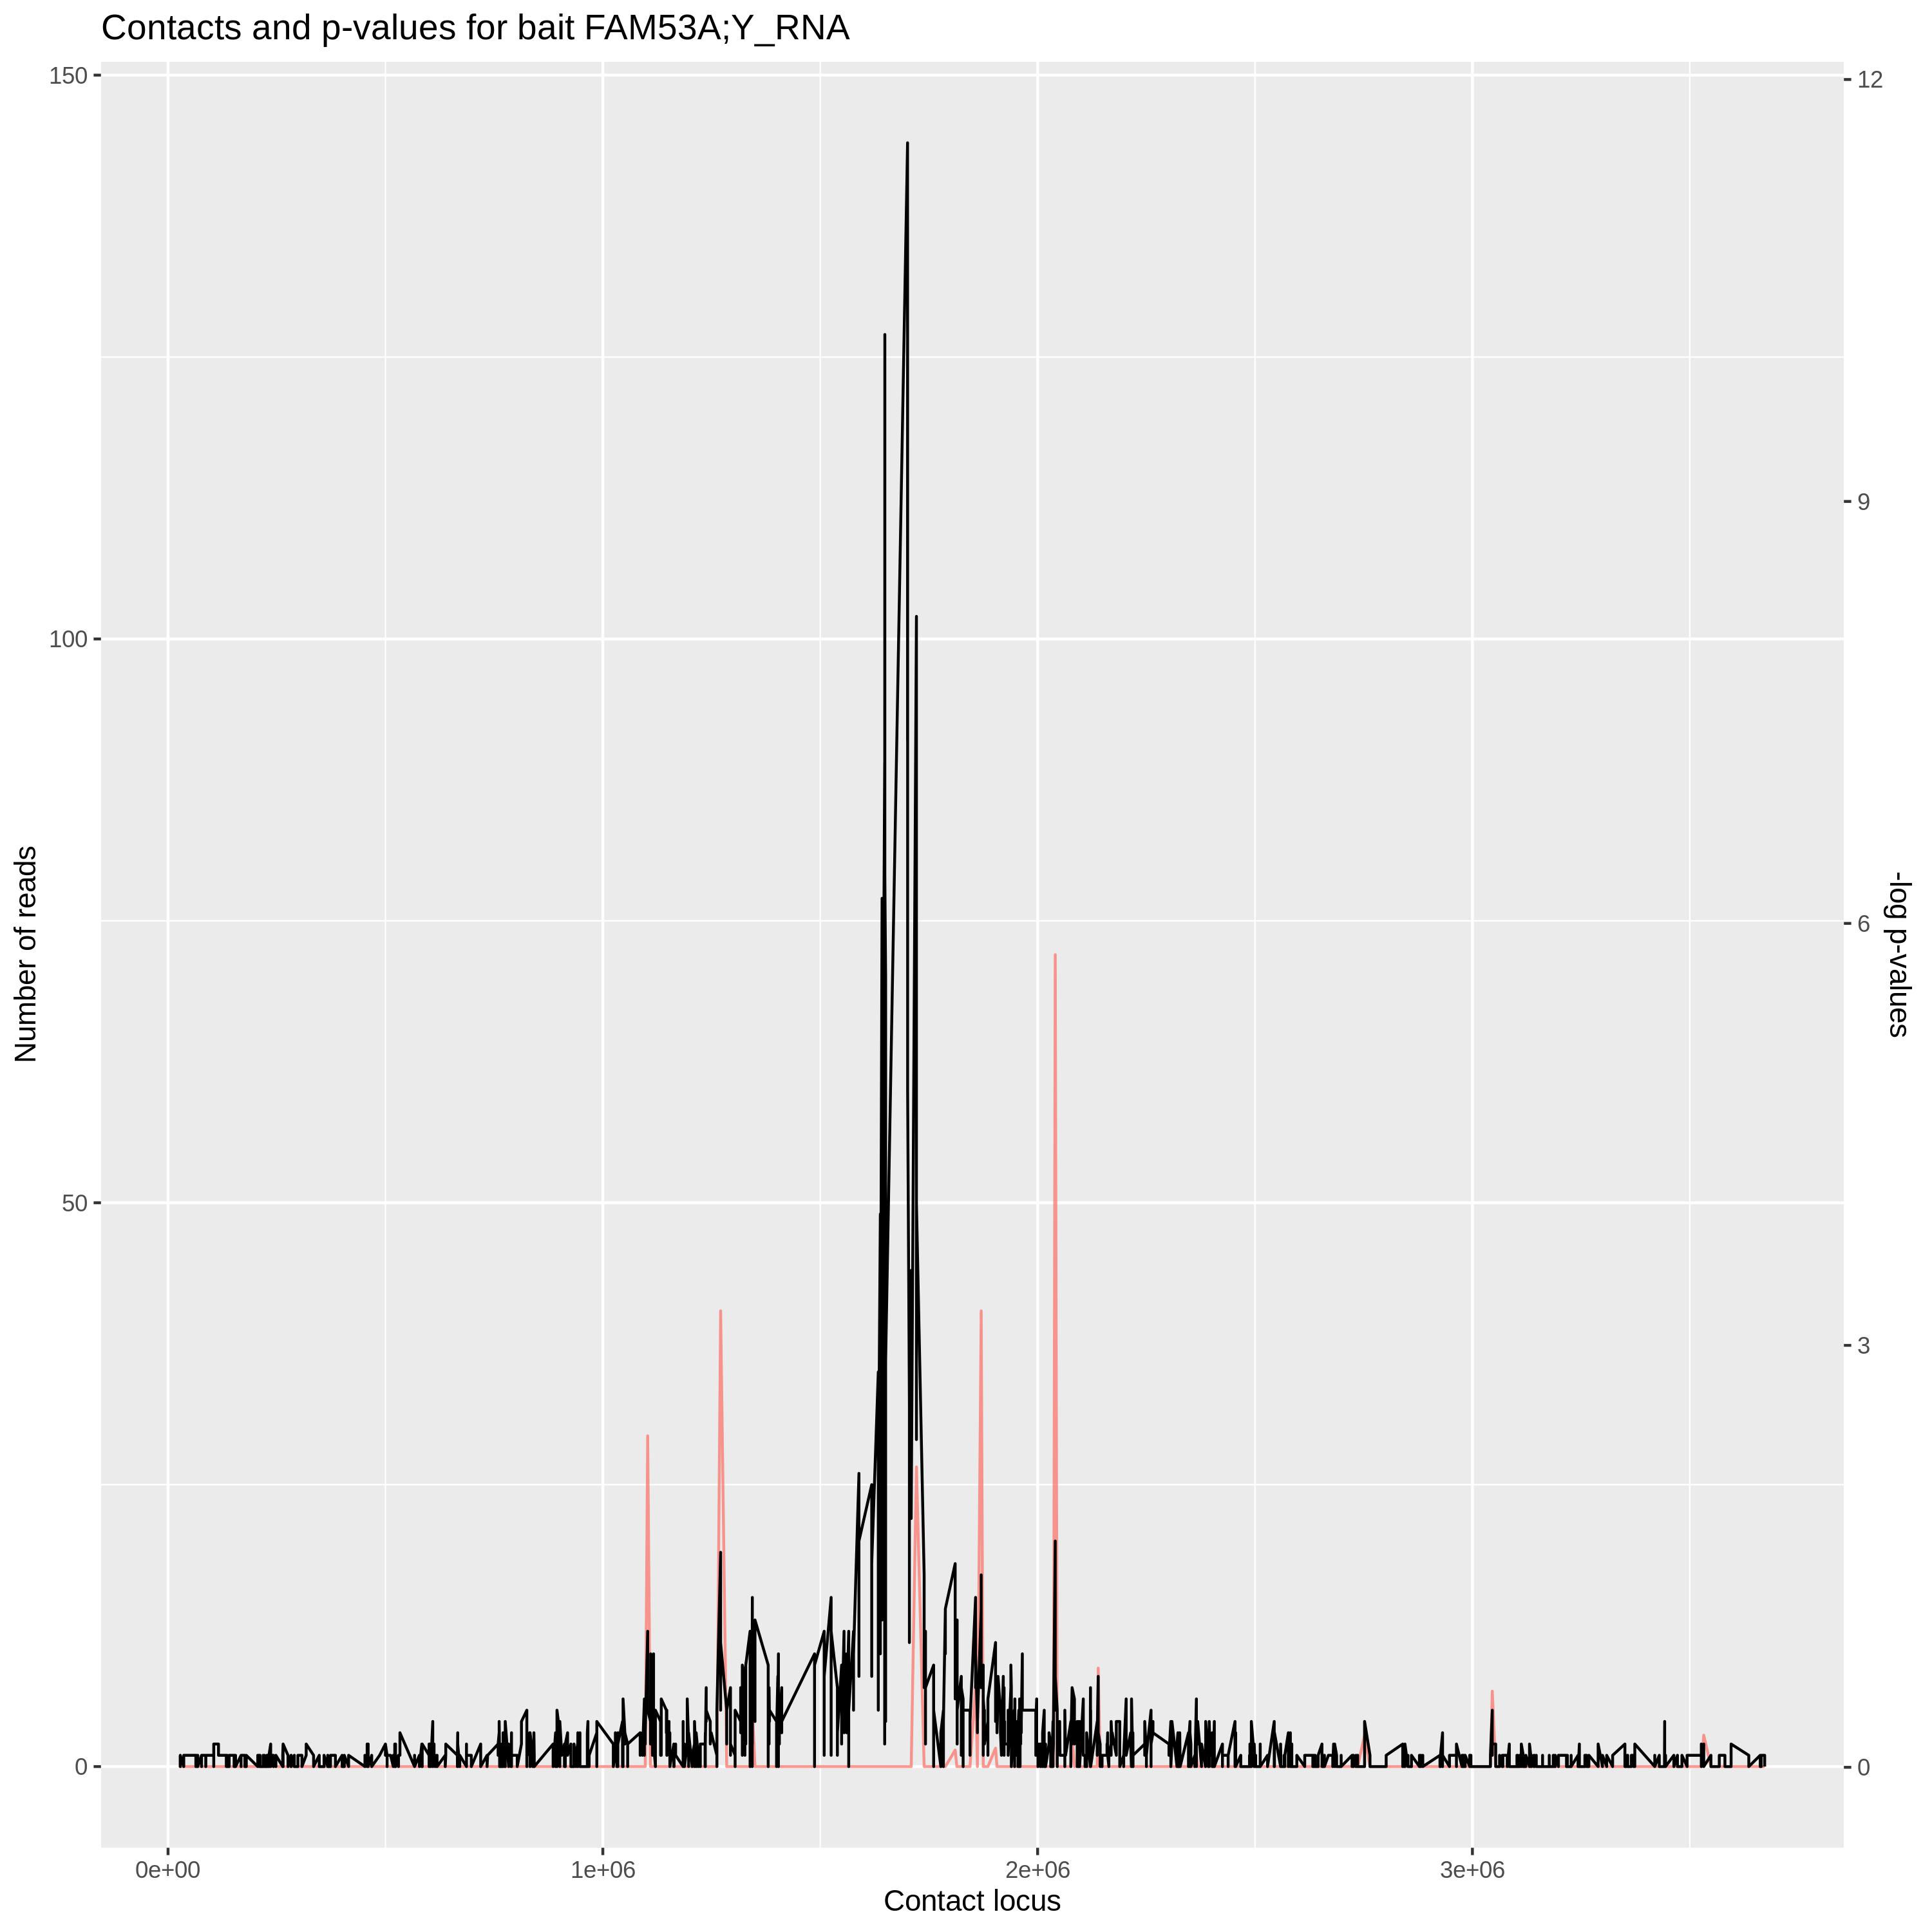 Contacts and p-values for bait FAM53A;Y_RNA
150
100
50
0
Number of reads
12
9
6
3
0
-log p-values
0e+00
1e+06
2e+06
3e+06
Contact locus